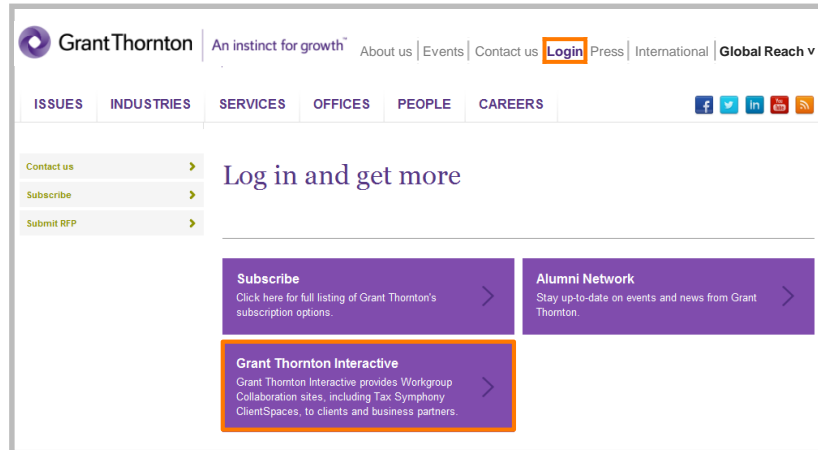 Grant Thornton An instinct for growth™ About us Events Contact us Login Press International Global Reach v
ISSUES INDUSTRIES SERVICES OFFICES PEOPLE CAREERS
Contact us
Subscribe
Submit RFP
Log in and get more
Subscribe
Click here for full listing of Grant Thornton's
subscription options.
Alumni Network
Stay up-to-date on events and news from Grant
Thornton.
Grant Thornton Interactive
Grant Thornton Interactive provides Workgroup
Collaboration sites, including Tax Symphony
ClientSpaces, to clients and business partners.